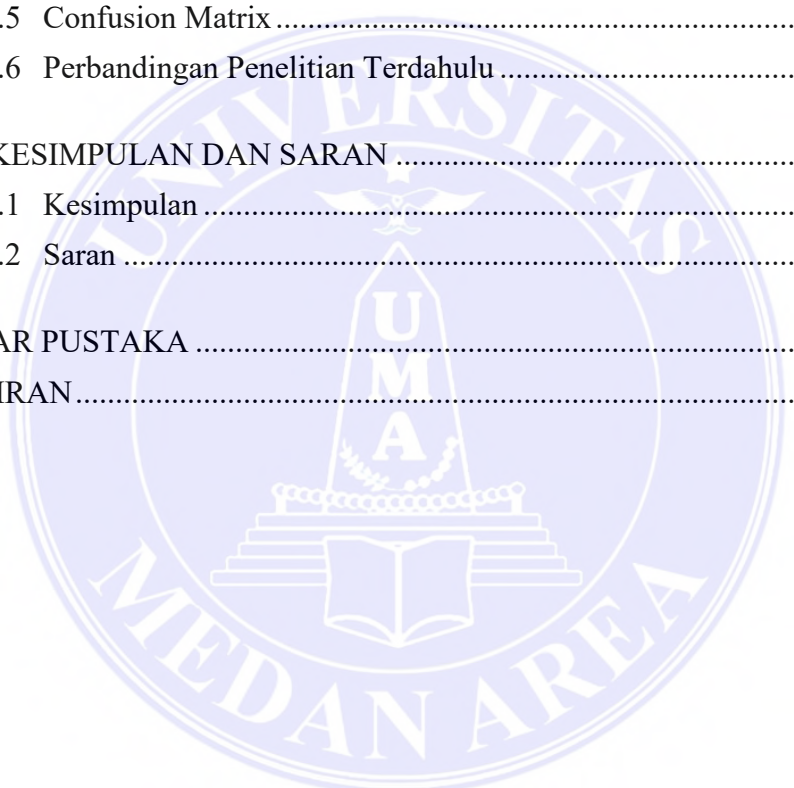 .5 Confusion Matrix ................................................................
.6 Perbandingan Penelitian Terdahulu .....................................
KESIMPULAN DAN SARAN ..................................................
.1 Kesimpulan .........................................................................
.2 Saran ...................................................................................
AR PUSTAKA ...........................................................................
IRAN ..........................................................................................
UNIVERSITAS
UMA
MEDAN AREA